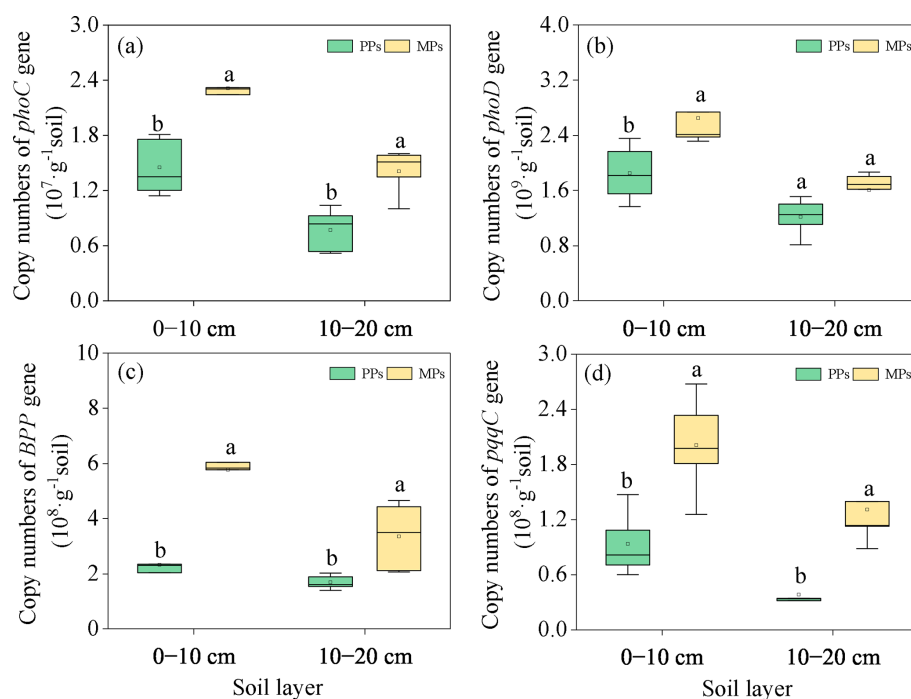 (a)
PPs MPs
3.0
2.4
1.8
1.2
0.6
0.0
Copy numbers of phoC gene
(10⁷·g⁻¹soil)
b
a
b
a
0−10 cm
10−20 cm
(b)
PPs MPs
4.0
3.2
2.4
1.6
0.8
0.0
Copy numbers of phoD gene
(10⁹·g⁻¹soil)
b
a
a
a
0−10 cm
10−20 cm
(c)
PPs MPs
10
8
6
4
2
0
Copy numbers of BPP gene
(10⁸·g⁻¹soil)
b
a
b
a
0−10 cm
10−20 cm
Soil layer
(d)
PPs MPs
3.0
2.4
1.8
1.2
0.6
0.0
Copy numbers of pqqC gene
(10⁸·g⁻¹soil)
b
a
b
a
0−10 cm
10−20 cm
Soil layer